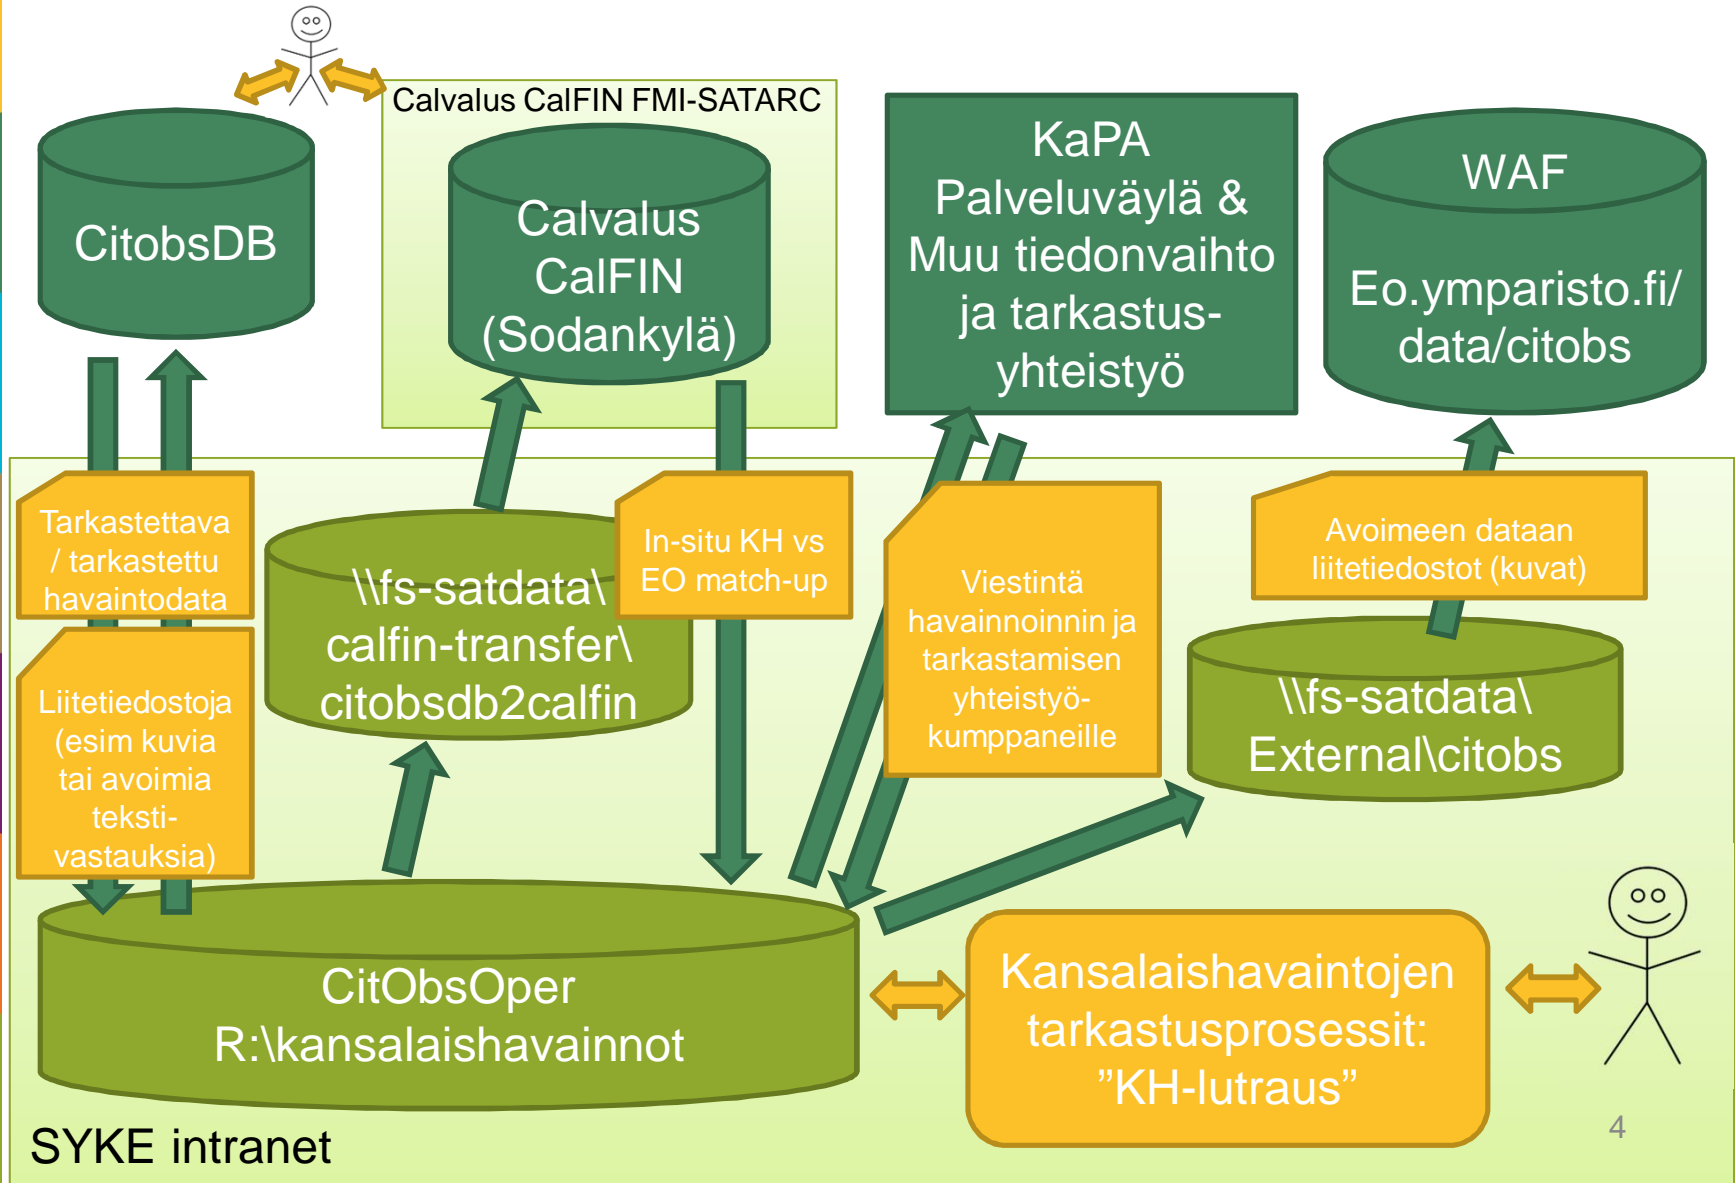 Calvalus CalFIN FMI-SATARC
CitobsDB
Calvalus
CalFIN
(Sodankylä)
KaPA
Palveluväylä &
Muu tiedonvaihto
ja tarkastus-
yhteistyö
WAF
Eo.ymparisto.fi/
data/citobs
Tarkastettava
/ tarkastettu
havaintodata
Liitetiedostoja
(esim kuvia
tai avoimia
teksti-
vastauksia)
\\fs-satdata\
calfin-transfer\
citobsdb2calfin
In-situ KH vs
EO match-up
Viestintä
havainnoinnin ja
tarkastamisen
yhteistyö-
kumppaneille
Avoimeen dataan
liitetiedostot (kuvat)
\\fs-satdata\
External\citobs
CitObsOper
R:\kansalaishavainnot
Kansalaishavaintojen
tarkastusprosessit:
”KH-lutraus”
SYKE intranet
4